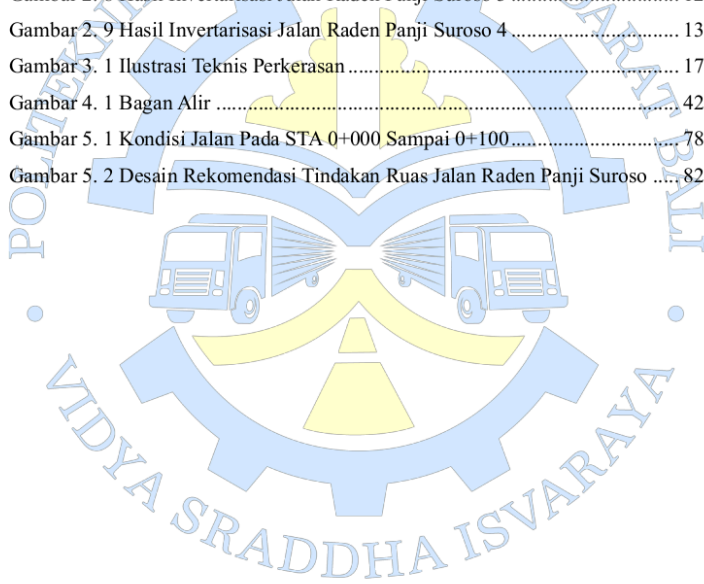 Gambar 2. 9 Hasil Invertarisasi Jalan Raden Panji Suroso 4 ............................... 13
Gambar 3. 1 Ilustrasi Teknis Perkerasan ............................................................. 17
Gambar 4. 1 Bagan Alir ..................................................................................... 42
Gambar 5. 1 Kondisi Jalan Pada STA 0+000 Sampai 0+100 ............................... 78
Gambar 5. 2 Desain Rekomendasi Tindakan Ruas Jalan Raden Panji Suroso ..... 82
VIDYA SRADDHA ISVARAYA
BALI